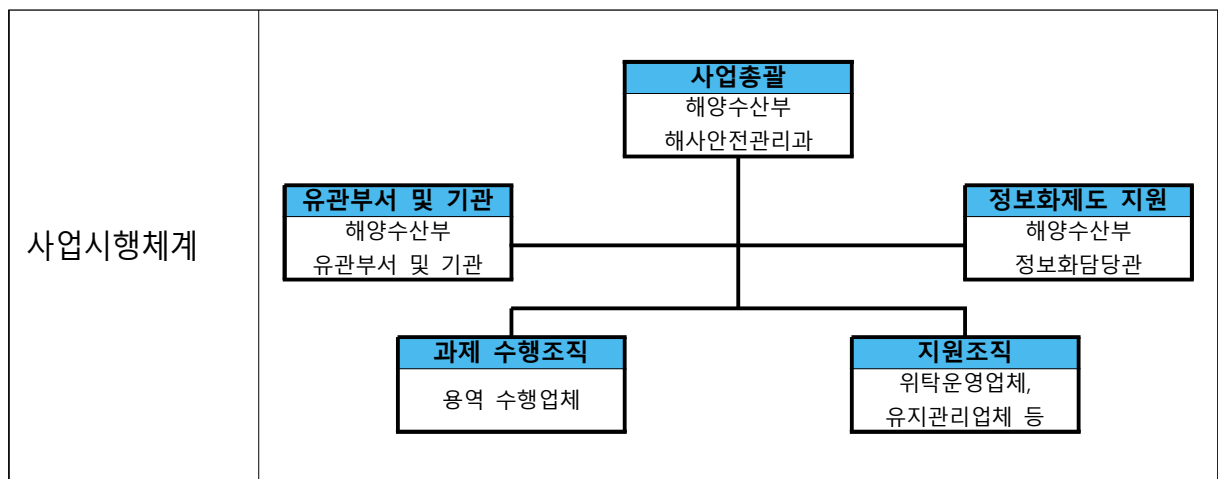 사업시행체계
사업총괄
해양수산부
해사안전관리과
유관부서 및 기관
해양수산부
유관부서 및 기관
정보화제도 지원
해양수산부
정보화담당관
과제 수행조직
용역 수행업체
지원조직
위탁운영업체,
유지관리업체 등